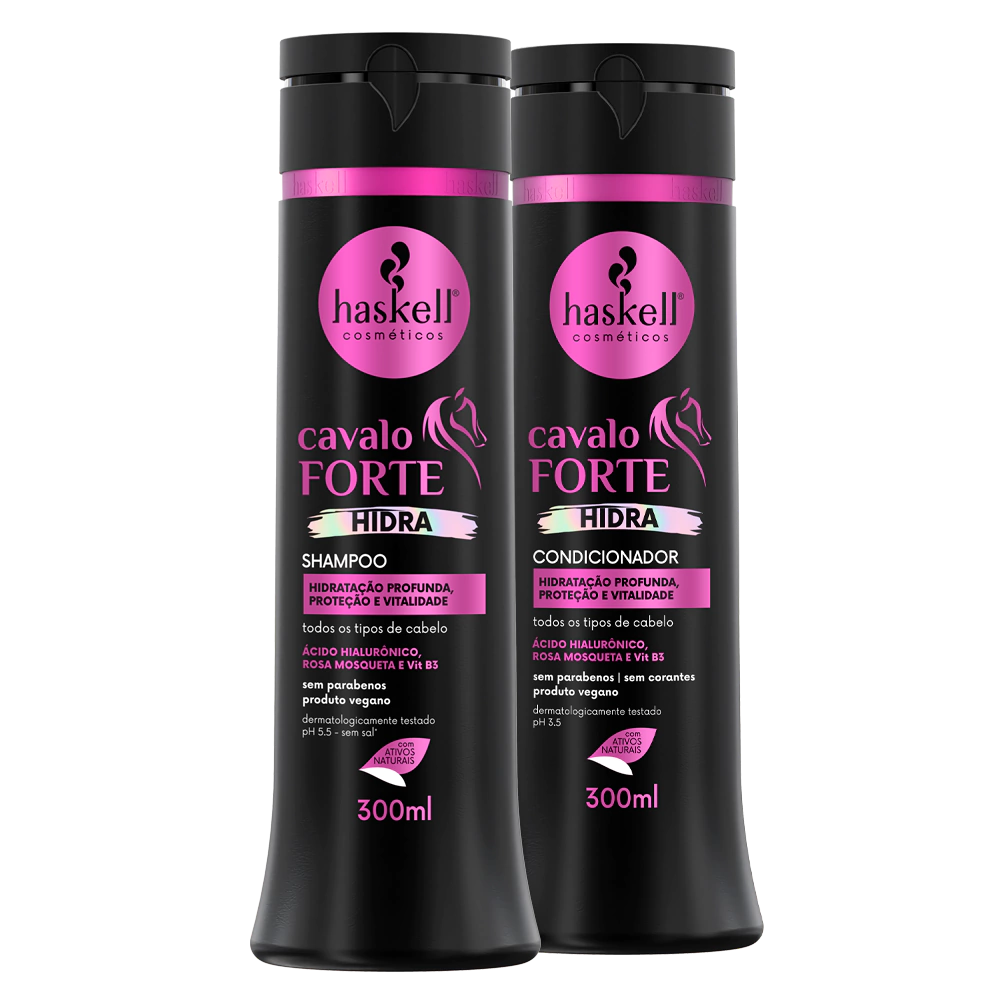 haskell haskell
haskell®
cosméticos
cavalo
FORTE
HIDRA
SHAMPOO
HIDRATAÇÃO PROFUNDA,
PROTEÇÃO E VITALIDADE
todos os tipos de cabelo
ÁCIDO HIALURÔNICO,
ROSA MOSQUETA E Vit B3
sem parabenos
produto vegano
dermatologicamente testado
pH 5.5 - sem sal*
com
ATIVOS
NATURAIS
300ml
haskell haskell
haskell®
cosméticos
cavalo
FORTE
HIDRA
CONDICIONADOR
HIDRATAÇÃO PROFUNDA,
PROTEÇÃO E VITALIDADE
todos os tipos de cabelo
ÁCIDO HIALURÔNICO,
ROSA MOSQUETA E Vit B3
sem parabenos | sem corantes
produto vegano
dermatologicamente testado
pH 3.5
com
ATIVOS
NATURAIS
300ml